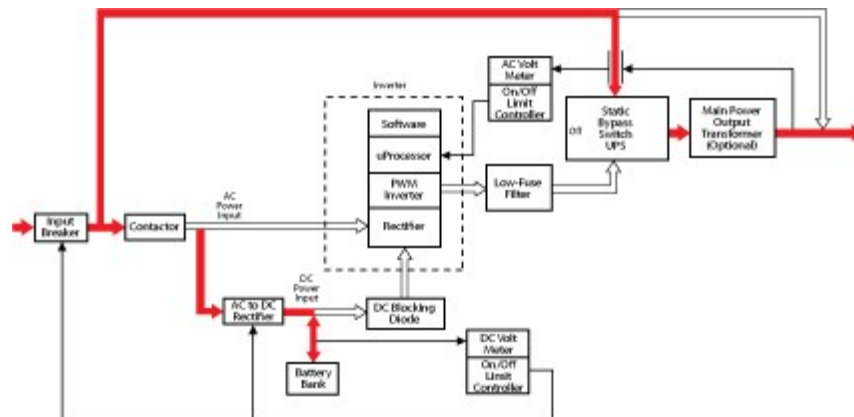 Inverter
AC Volt
Meter
On/Off
Limit
Controller
Software
uProcessor
PWM
Inverter
Rectifier
Off
Static
Bypass
Switch
UPS
Main Power
Output
Transformer
(Optional)
Low-Fuse
Filter
AC
Power
Input
Input
Breaker
Contactor
DC
Power
Input
AC to DC
Rectifier
DC Blocking
Diode
Battery
Bank
DC Volt
Meter
On/Off
Limit
Controller